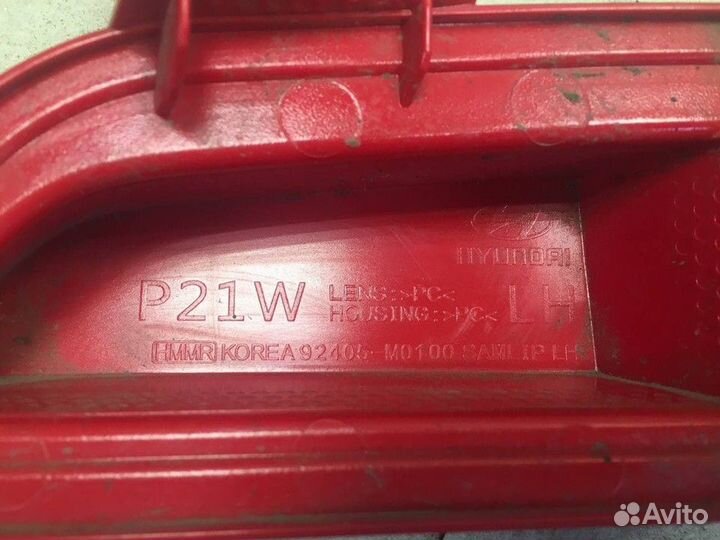 HYUNDAI
P21W LENS:>PC< LH
HOUSING:>PC<
HMMR KOREA 92405-M0100 SAMLIP LH
Avito